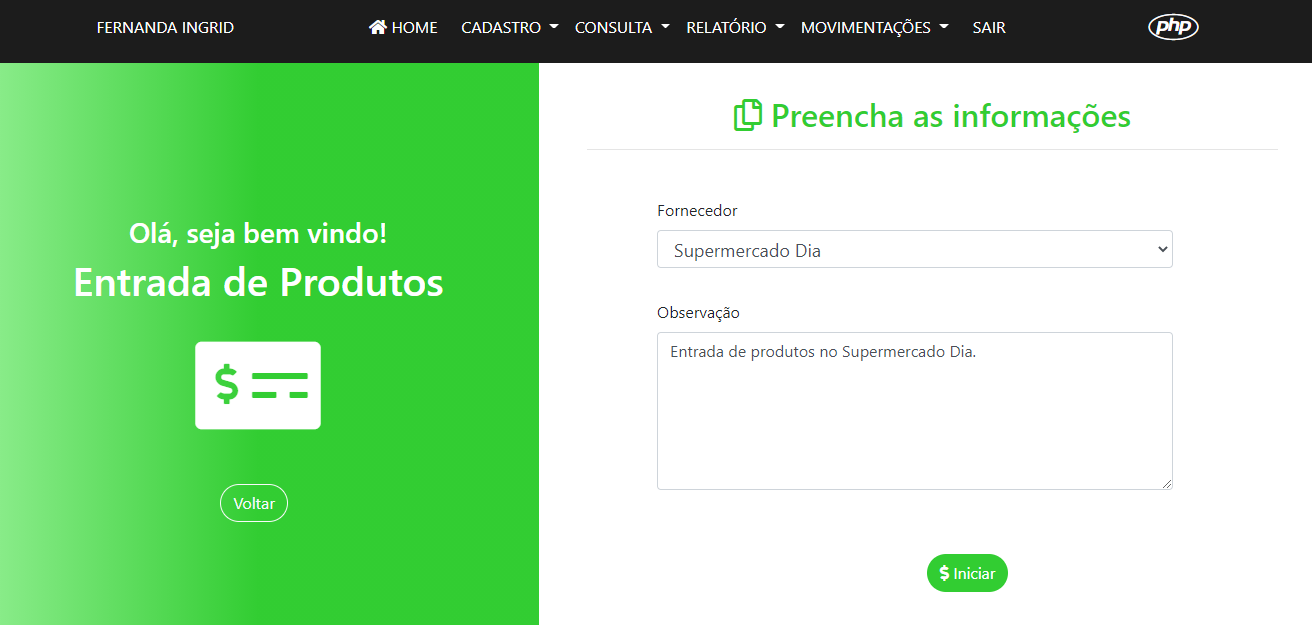 FERNANDA INGRID
HOME CADASTRO CONSULTA RELATÓRIO MOVIMENTAÇÕES SAIR
php
Olá, seja bem vindo!
Entrada de Produtos
$
Voltar
Preencha as informações
Fornecedor
Supermercado Dia
Observação
Entrada de produtos no Supermercado Dia.
$ Iniciar